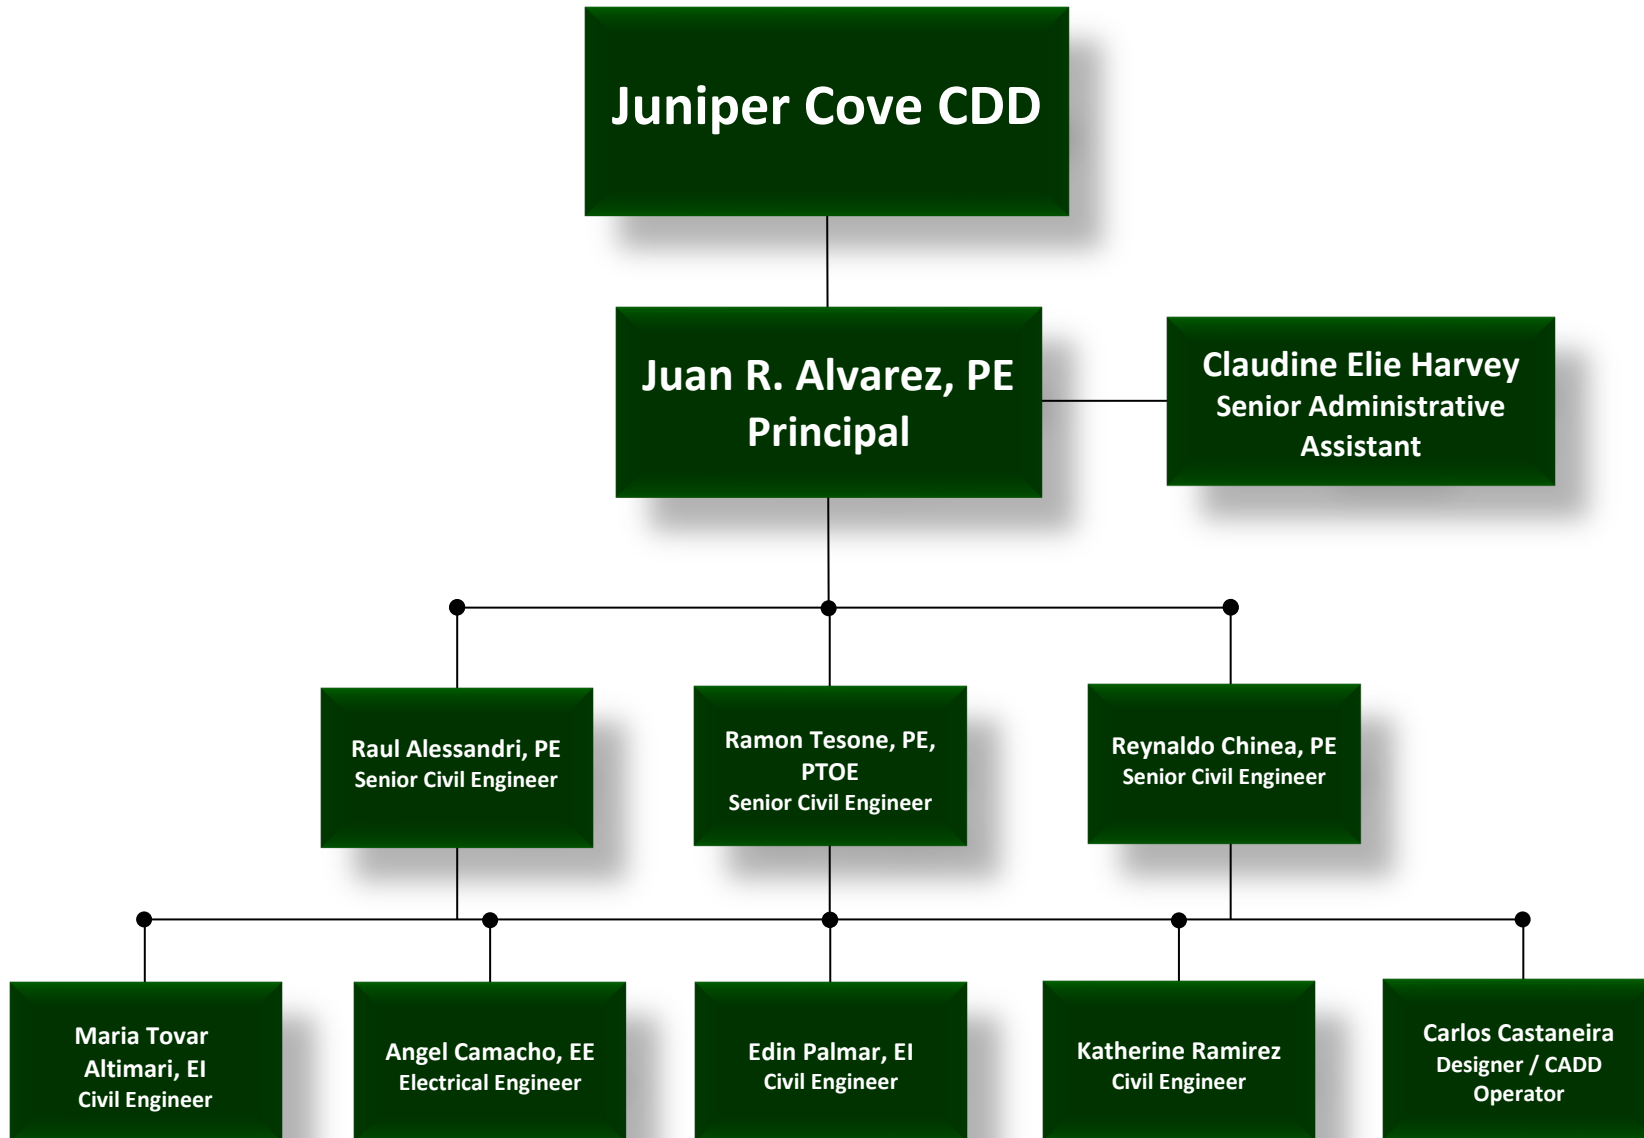 Juniper Cove CDD
Juan R. Alvarez, PE
Principal
Claudine Elie Harvey
Senior Administrative
Assistant
Raul Alessandri, PE
Senior Civil Engineer
Ramon Tesone, PE,
PTOE
Senior Civil Engineer
Reynaldo Chinea, PE
Senior Civil Engineer
Maria Tovar
Altimari, EI
Civil Engineer
Angel Camacho, EE
Electrical Engineer
Edin Palmar, EI
Civil Engineer
Katherine Ramirez
Civil Engineer
Carlos Castaneira
Designer / CADD
Operator